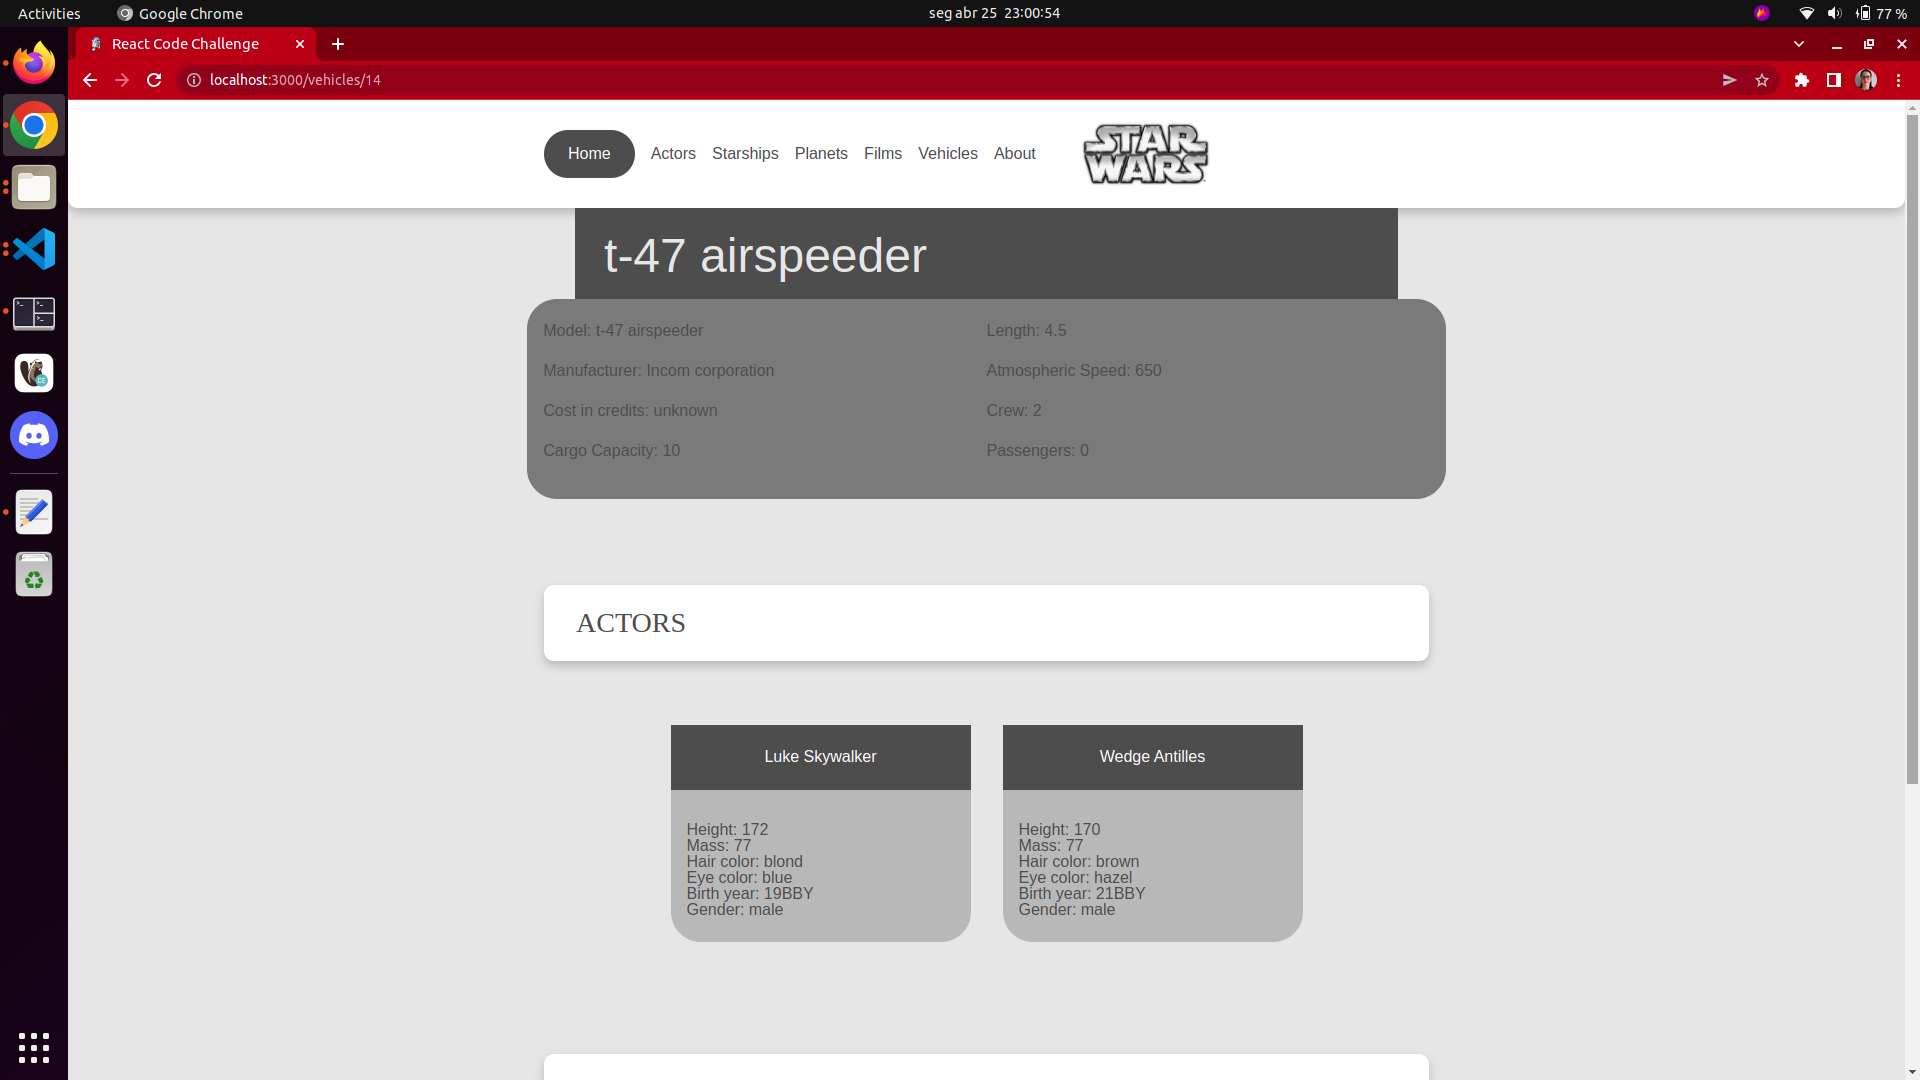 Activities
Google Chrome
seg abr 25 23:00:54
77 %
React Code Challenge
localhost:3000/vehicles/14
Home
Actors
Starships
Planets
Films
Vehicles
About
STAR
WARS
t-47 airspeeder
Model: t-47 airspeeder
Length: 4.5
Manufacturer: Incom corporation
Atmospheric Speed: 650
Cost in credits: unknown
Crew: 2
Cargo Capacity: 10
Passengers: 0
ACTORS
Luke Skywalker
Height: 172
Mass: 77
Hair color: blond
Eye color: blue
Birth year: 19BBY
Gender: male
Wedge Antilles
Height: 170
Mass: 77
Hair color: brown
Eye color: hazel
Birth year: 21BBY
Gender: male